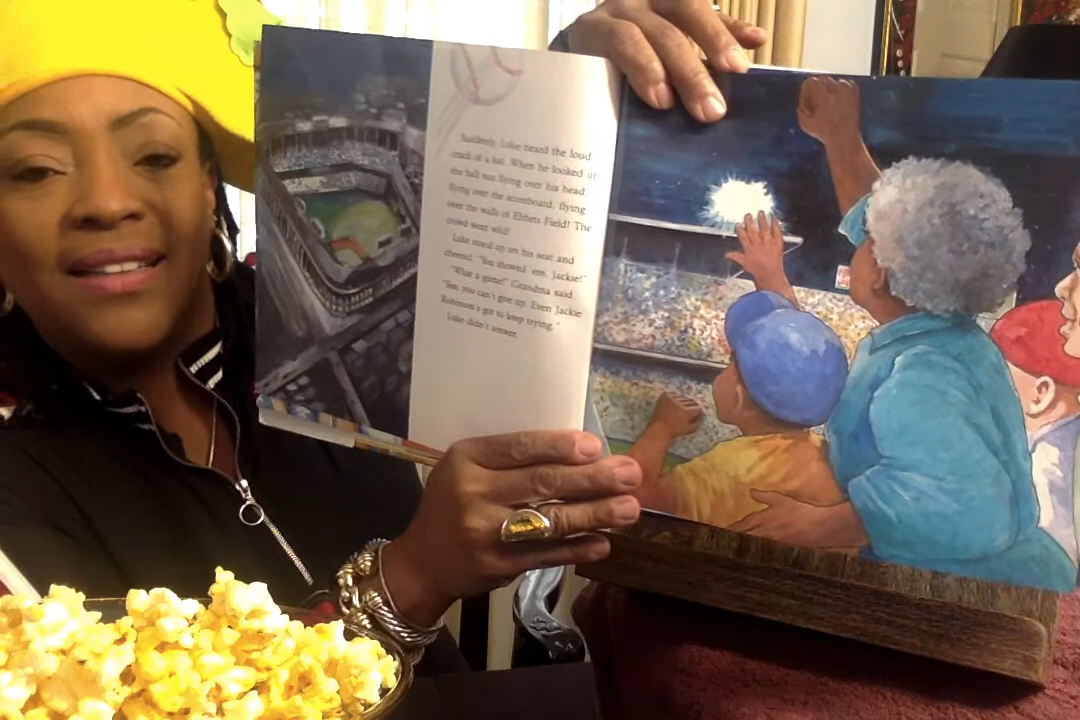 Suddenly, Luke heard the loud
crack of a bat. When he looked up
the ball was flying over his head,
flying over the scoreboard, flying
over the walls of Ebbets Field! The
crowd went wild!
Luke stood up on his seat and
cheered, "You showed 'em, Jackie!"
"What a game!" Grandma said.
"See, you can't give up. Even Jackie
Robinson's got to keep trying."
Luke didn't answer.